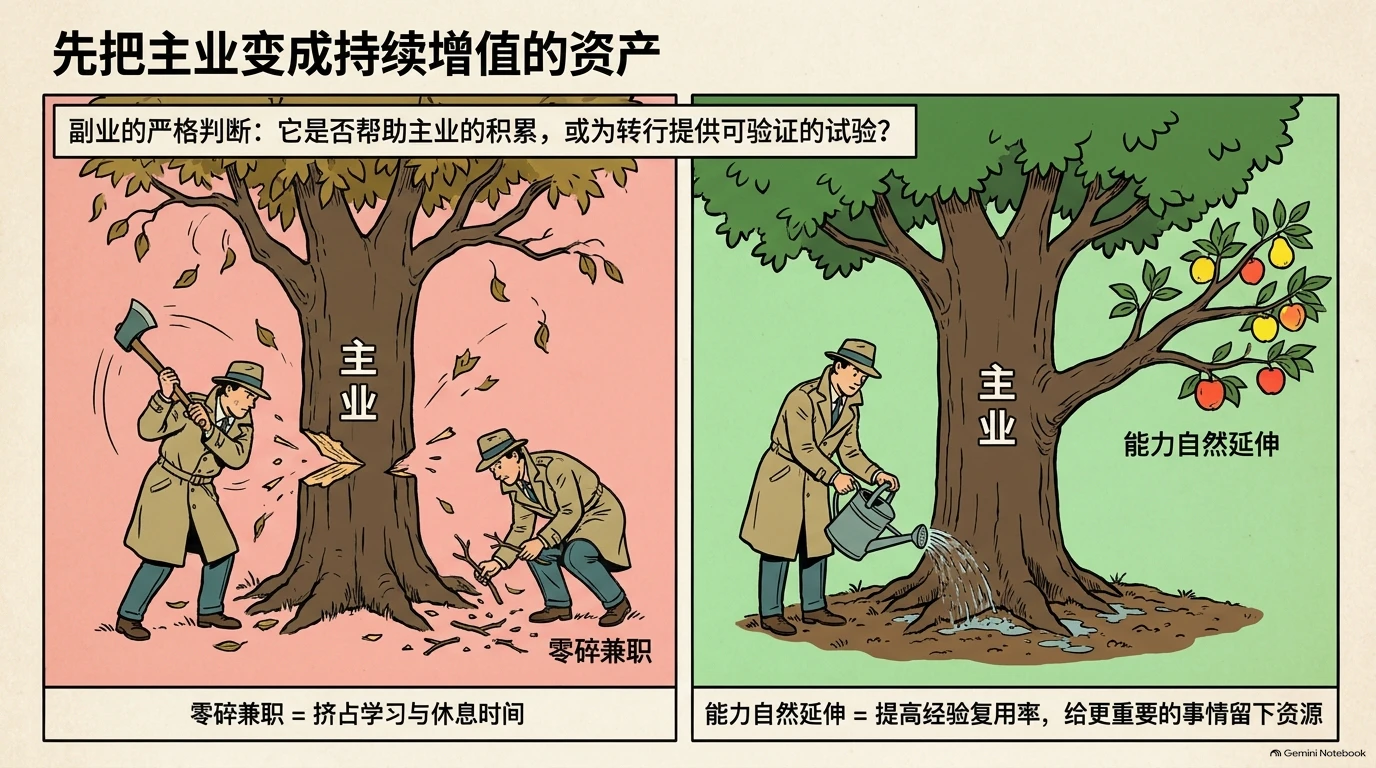 先把主业变成持续增值的资产
副业的严格判断：它是否帮助主业的积累，或为转行提供可验证的试验？
主
业
零碎兼职
零碎兼职 = 挤占学习与休息时间
主
业
能力自然延伸
能力自然延伸 = 提高经验复用率，给更重要的事情留下资源
Gemini Notebook